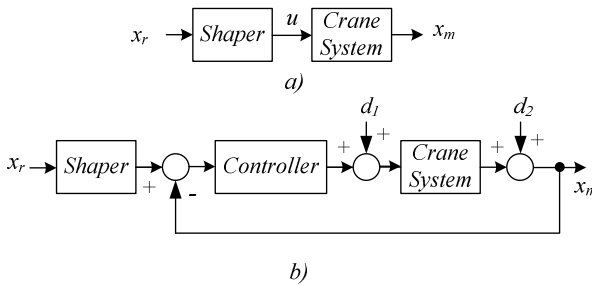 x_r Shaper u Crane System x_m
a)
d_1 d_2
x_r Shaper + - Controller + + Crane System + + x_m
b)